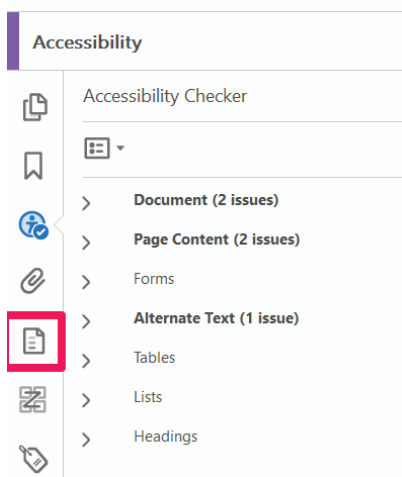 Accessibility
Accessibility Checker
Document (2 issues)
Page Content (2 issues)
Forms
Alternate Text (1 issue)
Tables
Lists
Headings